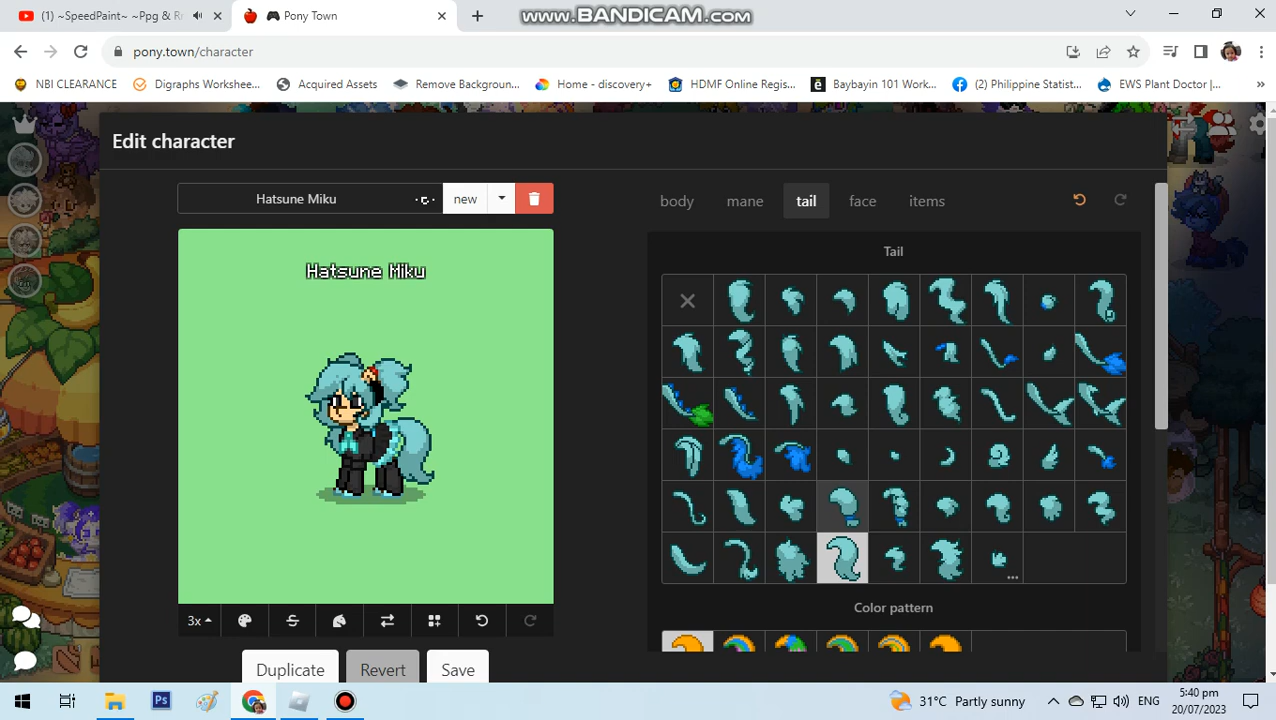 (1) ~SpeedPaint~ ~Ppg & R
Pony Town
www.BANDICAM.com
pony.town/character
NBI CLEARANCE
Digraphs Workshee...
Acquired Assets
Remove Backgroun...
Home - discovery+
HDMF Online Regis...
Baybayin 101 Work...
(2) Philippine Statist...
EWS Plant Doctor |...
»
Edit character
Hatsune Miku
new
body
mane
tail
face
items
Tail
Hatsune Miku
Color pattern
3x
Duplicate
Revert
Save
Ps
31°C Partly sunny
ENG
5:40 pm
20/07/2023